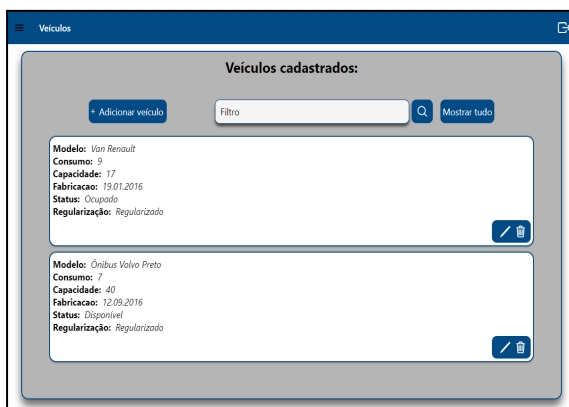 Veículos
Veículos cadastrados:
+ Adicionar veículo
Filtro
Mostrar tudo
Modelo: Van Renault
Consumo: 9
Capacidade: 17
Fabricacao: 19.01.2016
Status: Ocupado
Regularização: Regularizado
Modelo: Ônibus Volvo Preto
Consumo: 7
Capacidade: 40
Fabricacao: 12.09.2016
Status: Disponível
Regularização: Regularizado